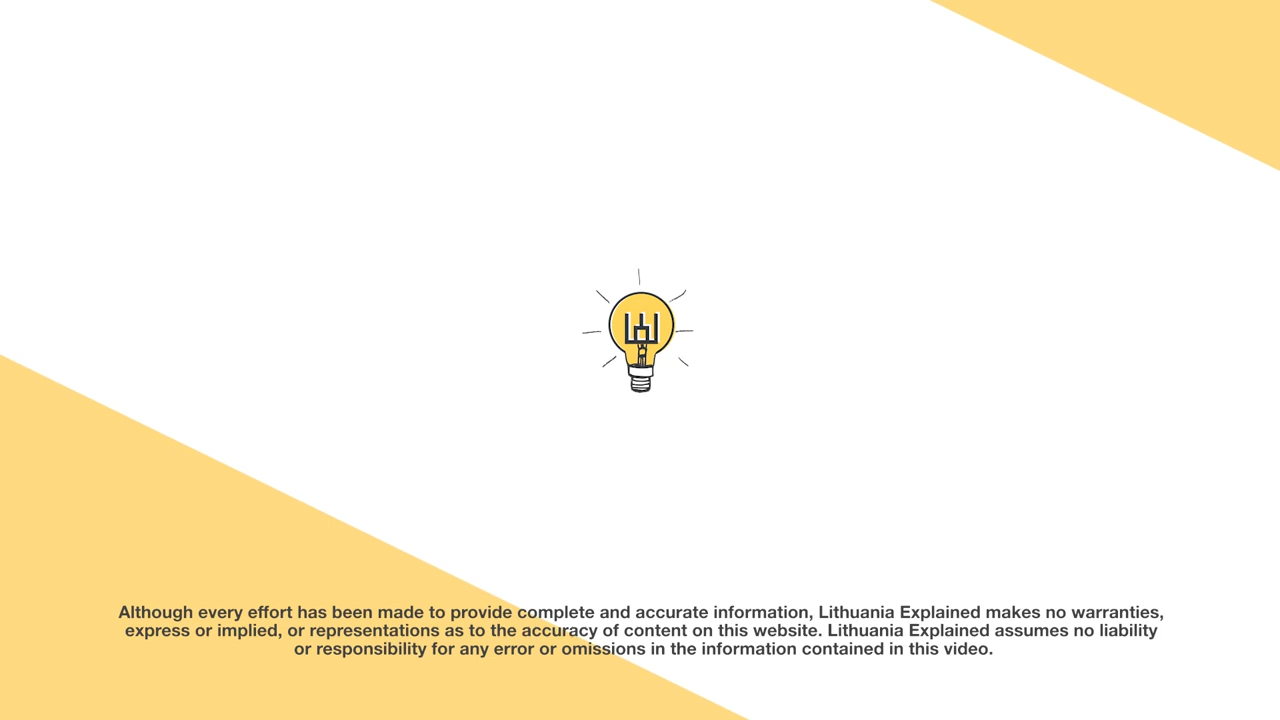 Although every effort has been made to provide complete and accurate information, Lithuania Explained makes no warranties,
express or implied, or representations as to the accuracy of content on this website. Lithuania Explained assumes no liability
or responsibility for any error or omissions in the information contained in this video.